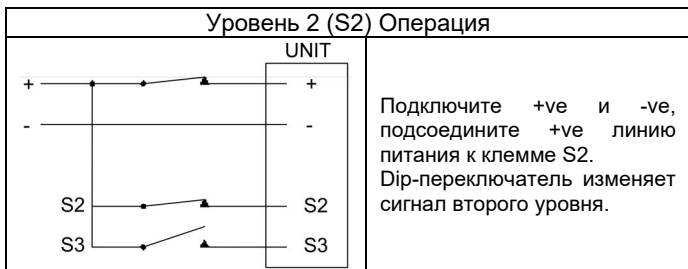 Уровень 2 (S2) Операция
UNIT
+ +
- -
S2 S2
S3 S3
Подключите +ve и -ve,
подсоедините +ve линию
питания к клемме S2.
Dip-переключатель изменяет
сигнал второго уровня.